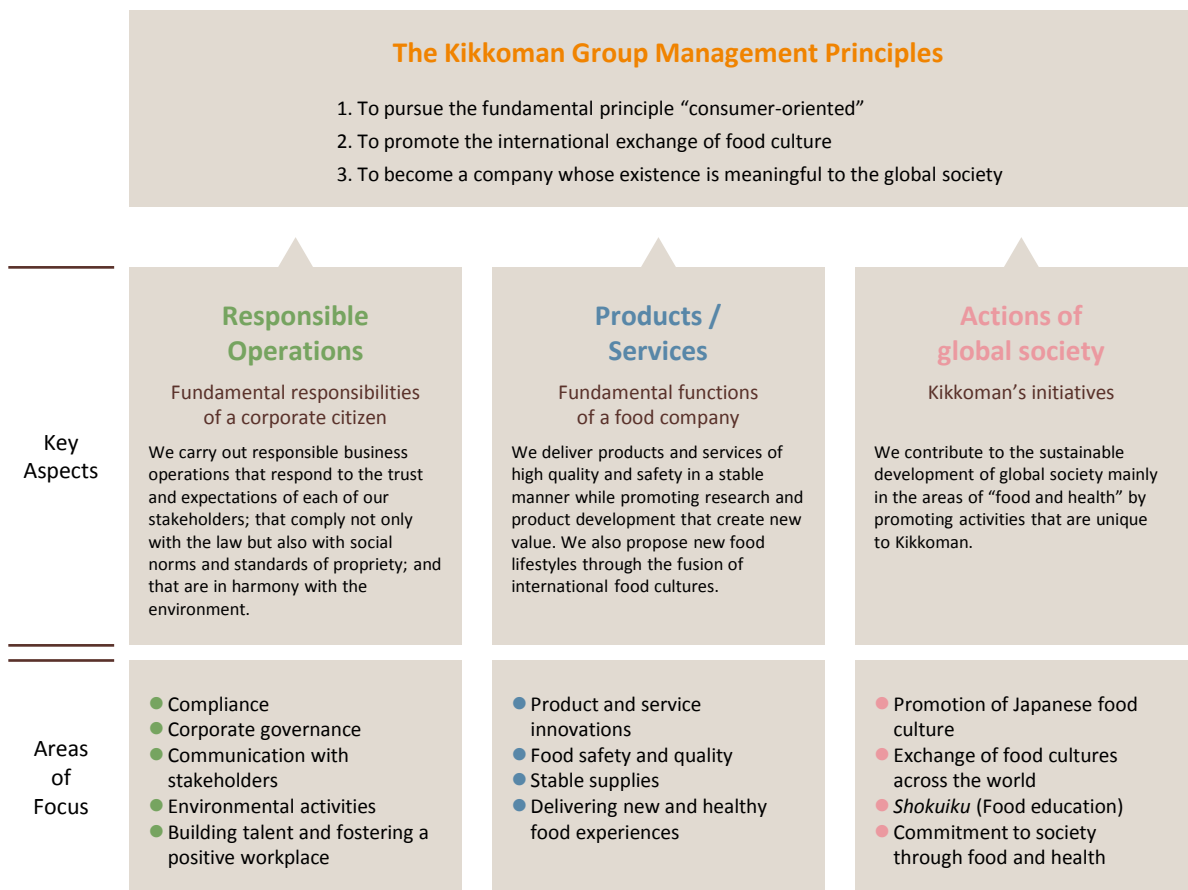 The Kikkoman Group Management Principles
1. To pursue the fundamental principle “consumer-oriented”
2. To promote the international exchange of food culture
3. To become a company whose existence is meaningful to the global society
Key
Aspects
Responsible
Operations
Fundamental responsibilities
of a corporate citizen
We carry out responsible business
operations that respond to the trust
and expectations of each of our
stakeholders; that comply not only
with the law but also with social
norms and standards of propriety; and
that are in harmony with the
environment.
Products /
Services
Fundamental functions
of a food company
We deliver products and services of
high quality and safety in a stable
manner while promoting research and
product development that create new
value. We also propose new food
lifestyles through the fusion of
international food cultures.
Actions of
global society
Kikkoman’s initiatives
We contribute to the sustainable
development of global society mainly
in the areas of “food and health” by
promoting activities that are unique
to Kikkoman.
Areas
of
Focus
● Compliance
● Corporate governance
● Communication with
stakeholders
● Environmental activities
● Building talent and fostering a
positive workplace
● Product and service
innovations
● Food safety and quality
● Stable supplies
● Delivering new and healthy
food experiences
● Promotion of Japanese food
culture
● Exchange of food cultures
across the world
● Shokuiku (Food education)
● Commitment to society
through food and health